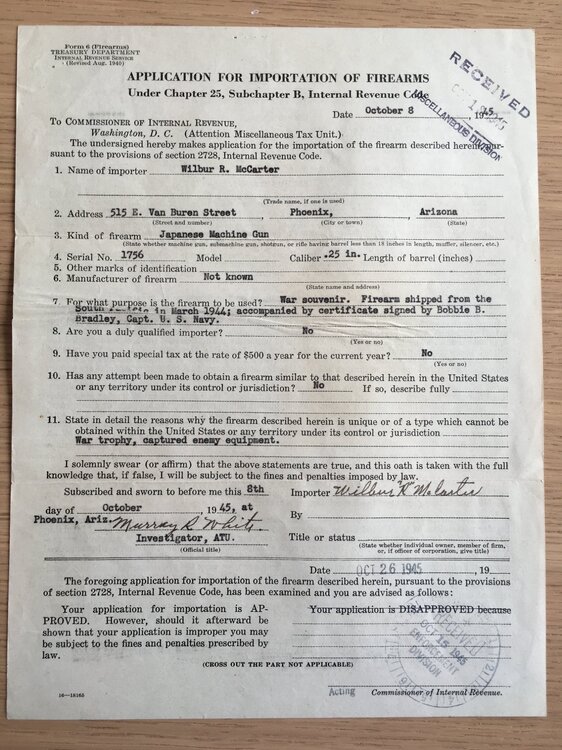 Form 6 (Firearms)
TREASURY DEPARTMENT
INTERNAL REVENUE SERVICE
(Revised Aug. 1940)
RECEIVED
1945
MISCELLANEOUS DIVISION
APPLICATION FOR IMPORTATION OF FIREARMS
Under Chapter 25, Subchapter B, Internal Revenue Code
Date October 8, 1945
To COMMISSIONER OF INTERNAL REVENUE,
Washington, D. C. (Attention Miscellaneous Tax Unit.)
The undersigned hereby makes application for the importation of the firearm described herein, pur-
suant to the provisions of section 2728, Internal Revenue Code.
1. Name of importer Wilbur R. McCarter
(Trade name, if one is used)
2. Address 515 E. Van Buren Street Phoenix, Arizona
(Street and number) (City or town) (State)
3. Kind of firearm Japanese Machine Gun
(State whether machine gun, submachine gun, shotgun, or rifle having barrel less than 18 inches in length, muffler, silencer, etc.)
4. Serial No. 1756 Model Caliber .25 in. Length of barrel (inches)
5. Other marks of identification
6. Manufacturer of firearm Not known
(State name and address)
7. For what purpose is the firearm to be used? War souvenir. Firearm shipped from the
South in March 1944; accompanied by certificate signed by Bobbie B.
Bradley, Capt. U. S. Navy.
8. Are you a duly qualified importer? No
(Yes or no)
9. Have you paid special tax at the rate of $500 a year for the current year? No
(Yes or no)
10. Has any attempt been made to obtain a firearm similar to that described herein in the United States
or any territory under its control or jurisdiction? No If so, describe fully
11. State in detail the reasons why the firearm described herein is unique or of a type which cannot be
obtained within the United States or any territory under its control or jurisdiction
War trophy, captured enemy equipment.
I solemnly swear (or affirm) that the above statements are true, and this oath is taken with the full
knowledge that, if false, I will be subject to the fines and penalties imposed by law.
Subscribed and sworn to before me this 8th Importer Wilbur R McCarter
day of October, 1945, at
Phoenix, Ariz. Murray S White By
Investigator, ATU. Title or status
(Official title) (State whether individual owner, member of firm,
or, if officer of corporation, give title)
Date OCT 26 1945, 19
The foregoing application for importation of the firearm described herein, pursuant to the provisions
of section 2728, Internal Revenue Code, has been examined and you are advised as follows:
Your application for importation is AP-
PROVED. However, should it afterward be
shown that your application is improper you may
be subject to the fines and penalties prescribed by
law.
Your application is DISAPPROVED because
RECEIVED
OCT 15 1945
ENFORCEMENT
DIVISION
(CROSS OUT THE PART NOT APPLICABLE)
Acting Commissioner of Internal Revenue.
16—18165